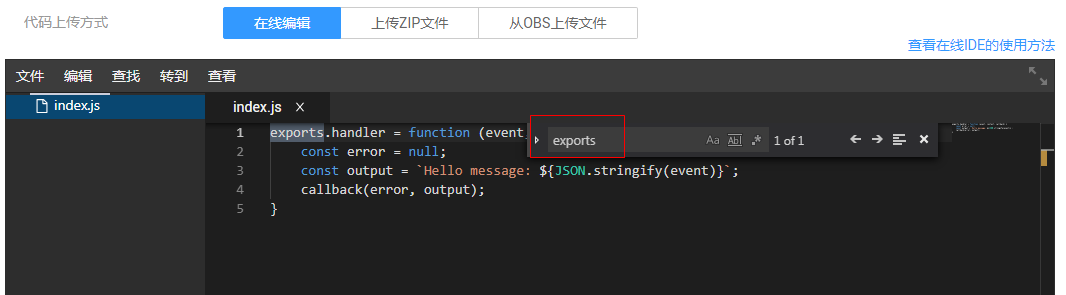 代码上传方式 在线编辑 上传ZIP文件 从OBS上传文件
查看在线IDE的使用方法
文件 编辑 查找 转到 查看
index.js index.js X
1 exports.handler = function (event
exports Aa Abl .* 1 of 1
2 const error = null;
3 const output = `Hello message: ${JSON.stringify(event)}`;
4 callback(error, output);
5 }